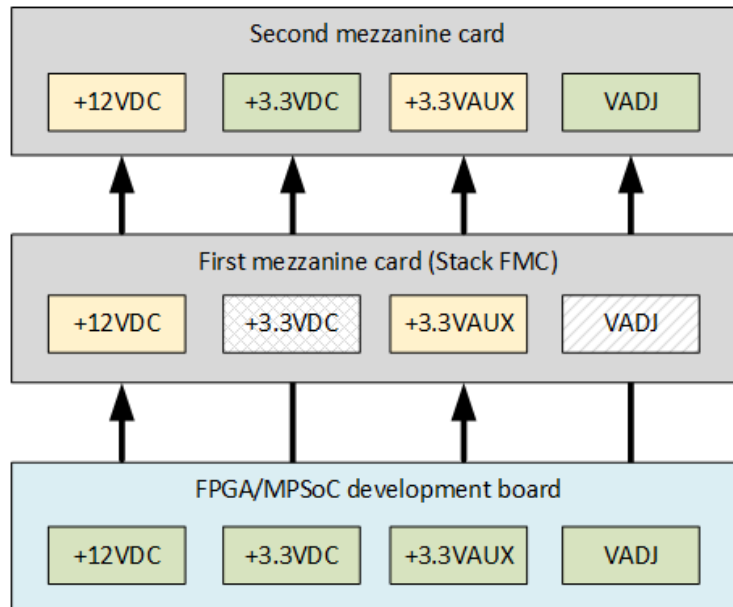 Second mezzanine card
+12VDC +3.3VDC +3.3VAUX VADJ
First mezzanine card (Stack FMC)
+12VDC +3.3VDC +3.3VAUX VADJ
FPGA/MPSoC development board
+12VDC +3.3VDC +3.3VAUX VADJ